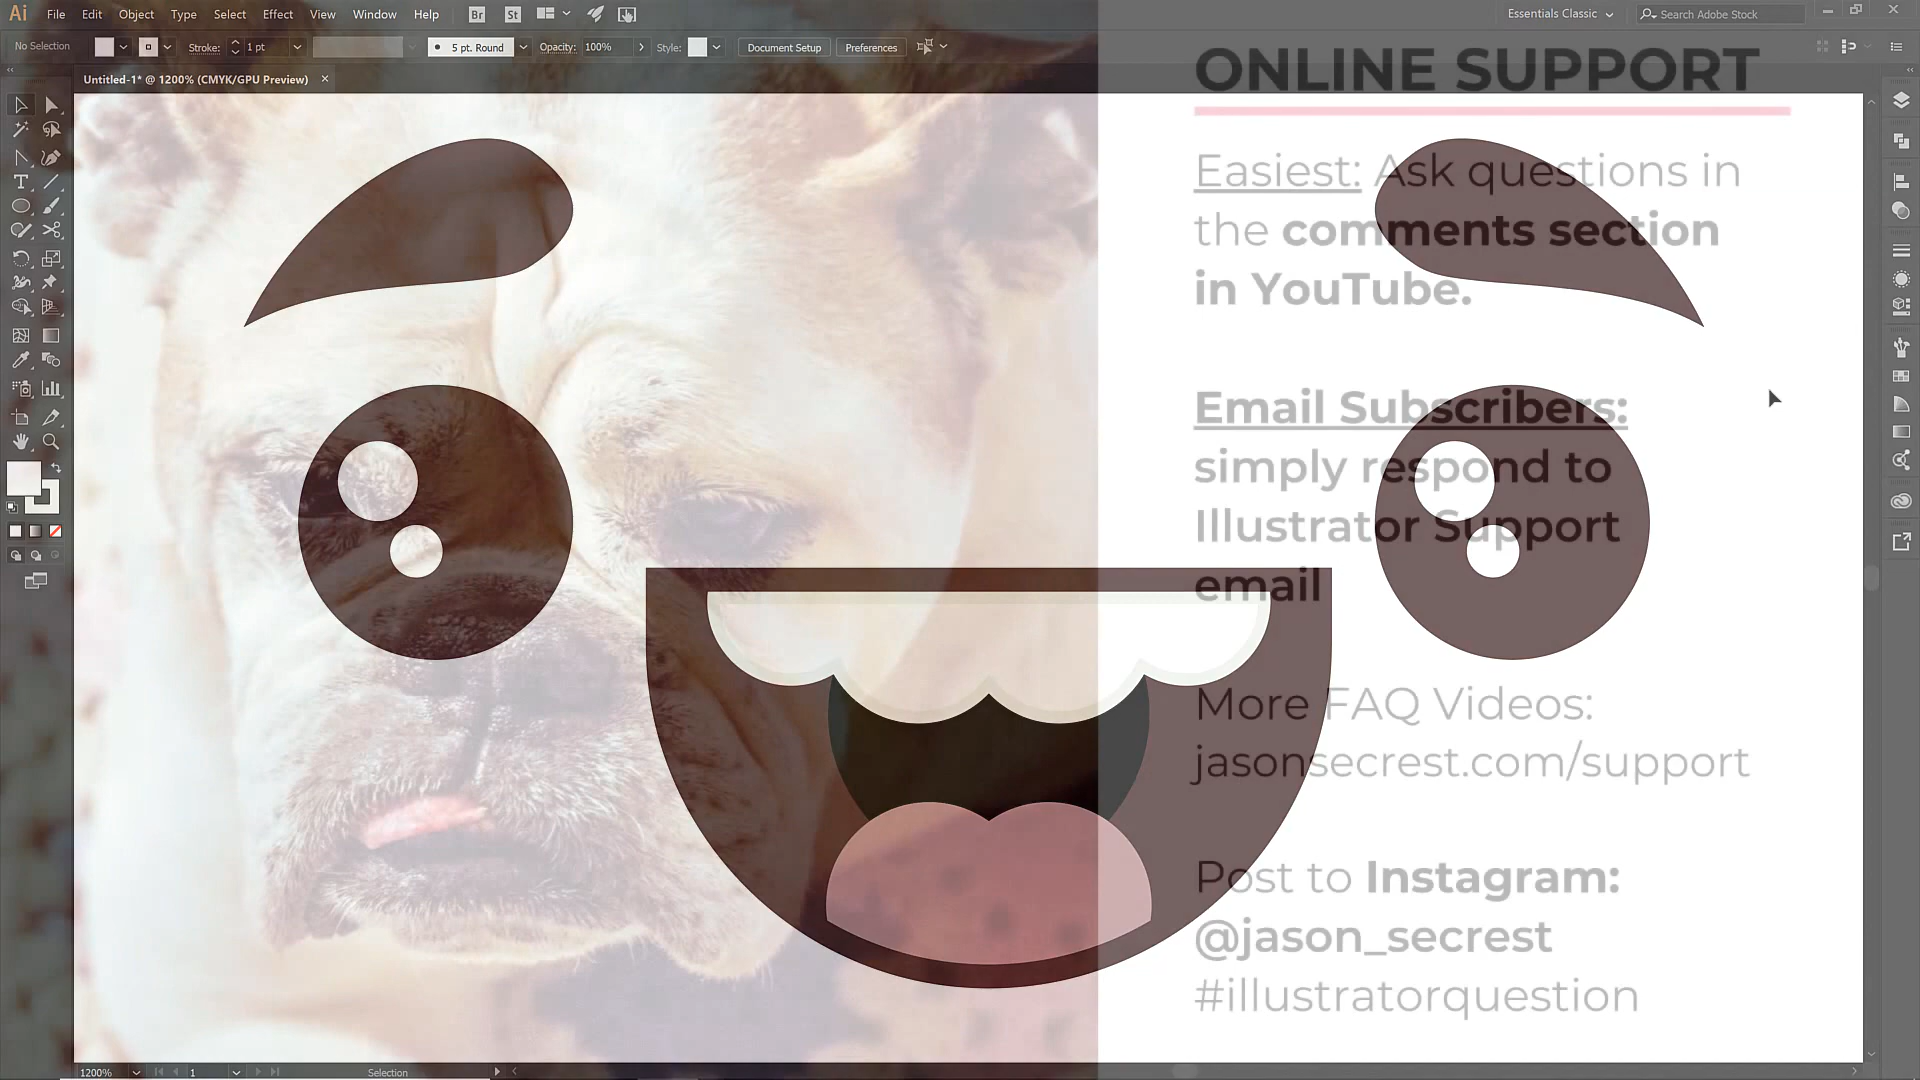 Ai File Edit Object Type Select Effect View Window Help Br St Essentials Classic Search Adobe Stock
No Selection Stroke: 1 pt 5 pt. Round Opacity: 100% Style: Document Setup Preferences
Untitled-1* @ 1200% (CMYK/GPU Preview)
ONLINE SUPPORT
Easiest: Ask questions in
the comments section
in YouTube.
Email Subscribers:
simply respond to
Illustrator Support
email
More FAQ Videos:
jasonsecrest.com/support
Post to Instagram:
@jason_secrest
#illustratorquestion
1200% 1 Selection